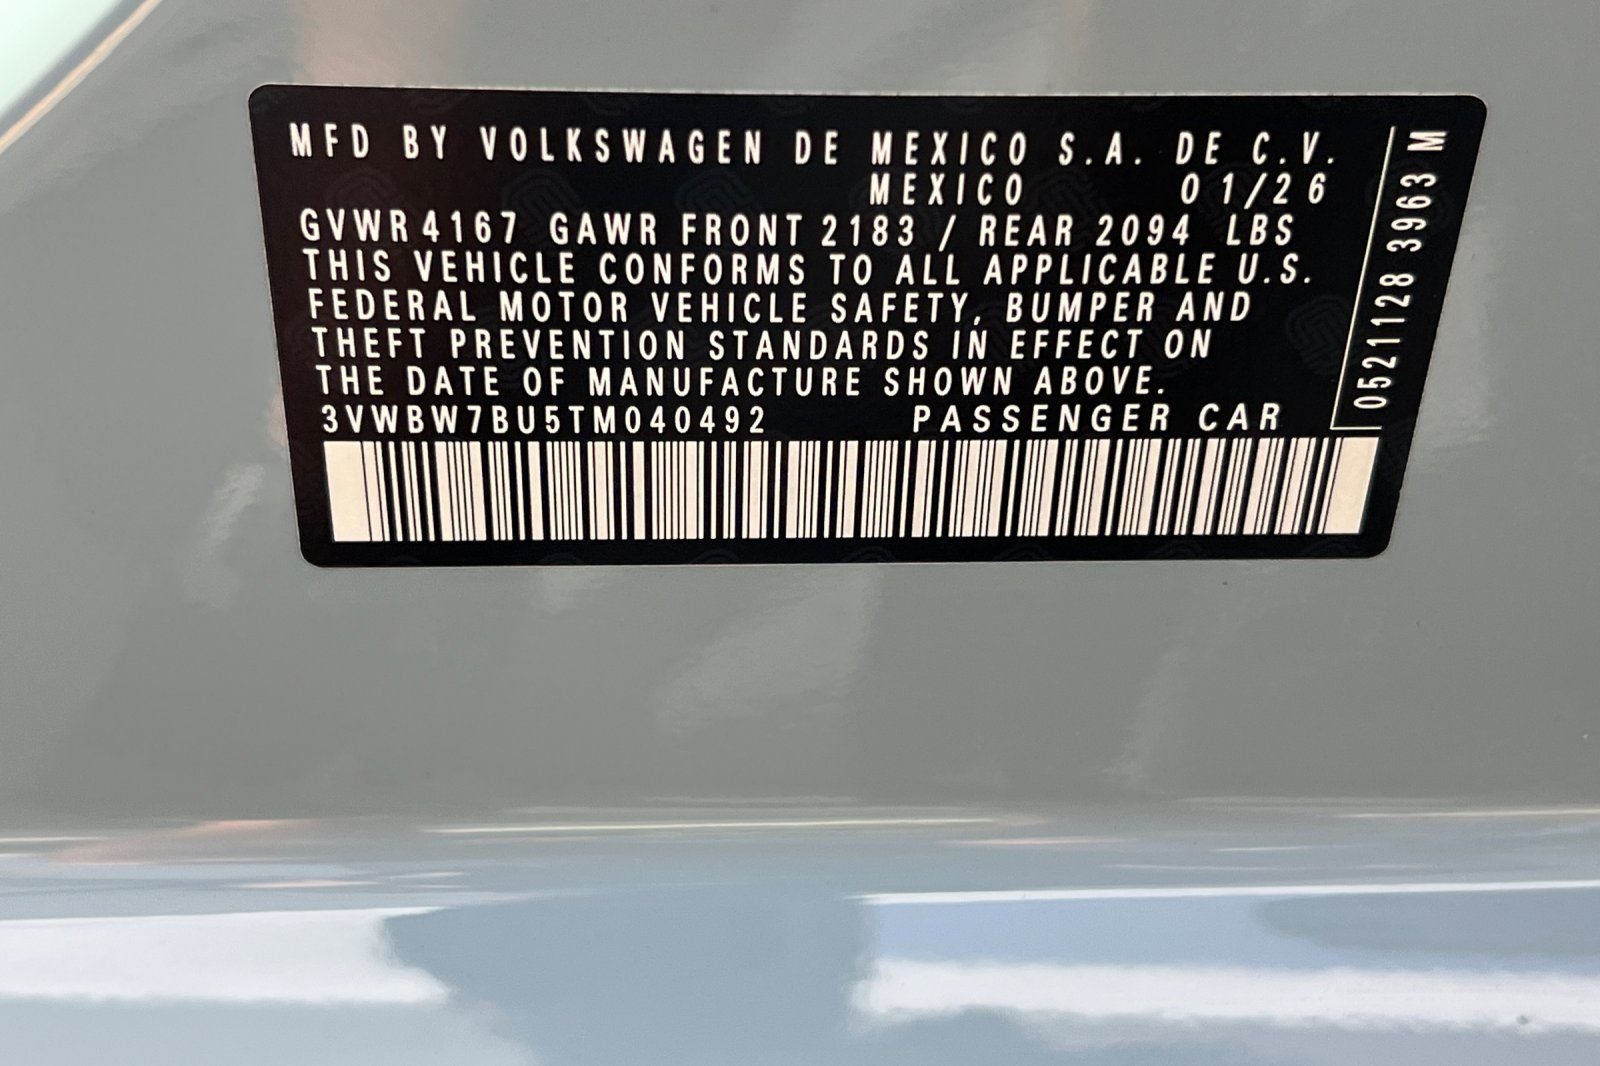 MFD BY VOLKSWAGEN DE MEXICO S.A. DE C.V.
MEXICO 01/26
GVWR 4167 GAWR FRONT 2183 / REAR 2094 LBS
THIS VEHICLE CONFORMS TO ALL APPLICABLE U.S.
FEDERAL MOTOR VEHICLE SAFETY, BUMPER AND
THEFT PREVENTION STANDARDS IN EFFECT ON
THE DATE OF MANUFACTURE SHOWN ABOVE.
3VWBW7BU5TM040492 PASSENGER CAR
0521128 3963 M